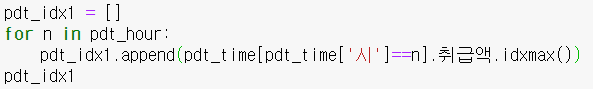 pdt_idx1 = []
for n in pdt_hour:
    pdt_idx1.append(pdt_time[pdt_time['시']==n].취급액.idxmax())
pdt_idx1